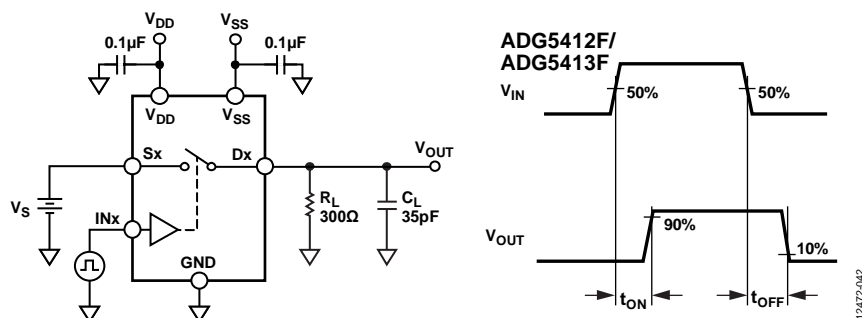 VDD
VSS
0.1µF
0.1µF
VDD
VSS
Sx
Dx
VOUT
VS
INx
RL
300Ω
CL
35pF
GND
ADG5412F/
ADG5413F
VIN
50%
50%
VOUT
90%
10%
tON
tOFF
12472-042